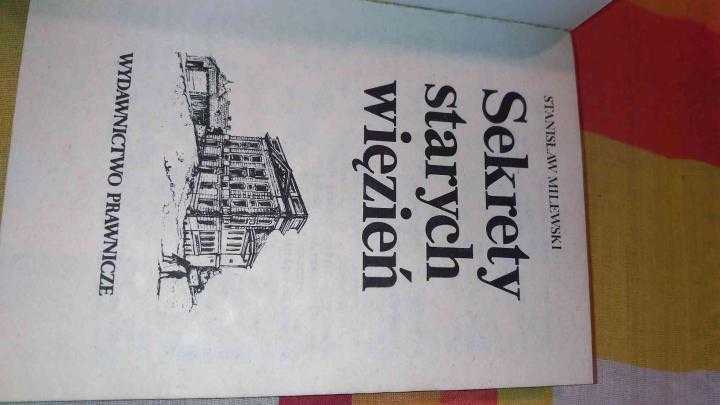 STANISŁAW MILEWSKI
Sekrety
starych
więzień
WYDAWNICTWO PRAWNICZE